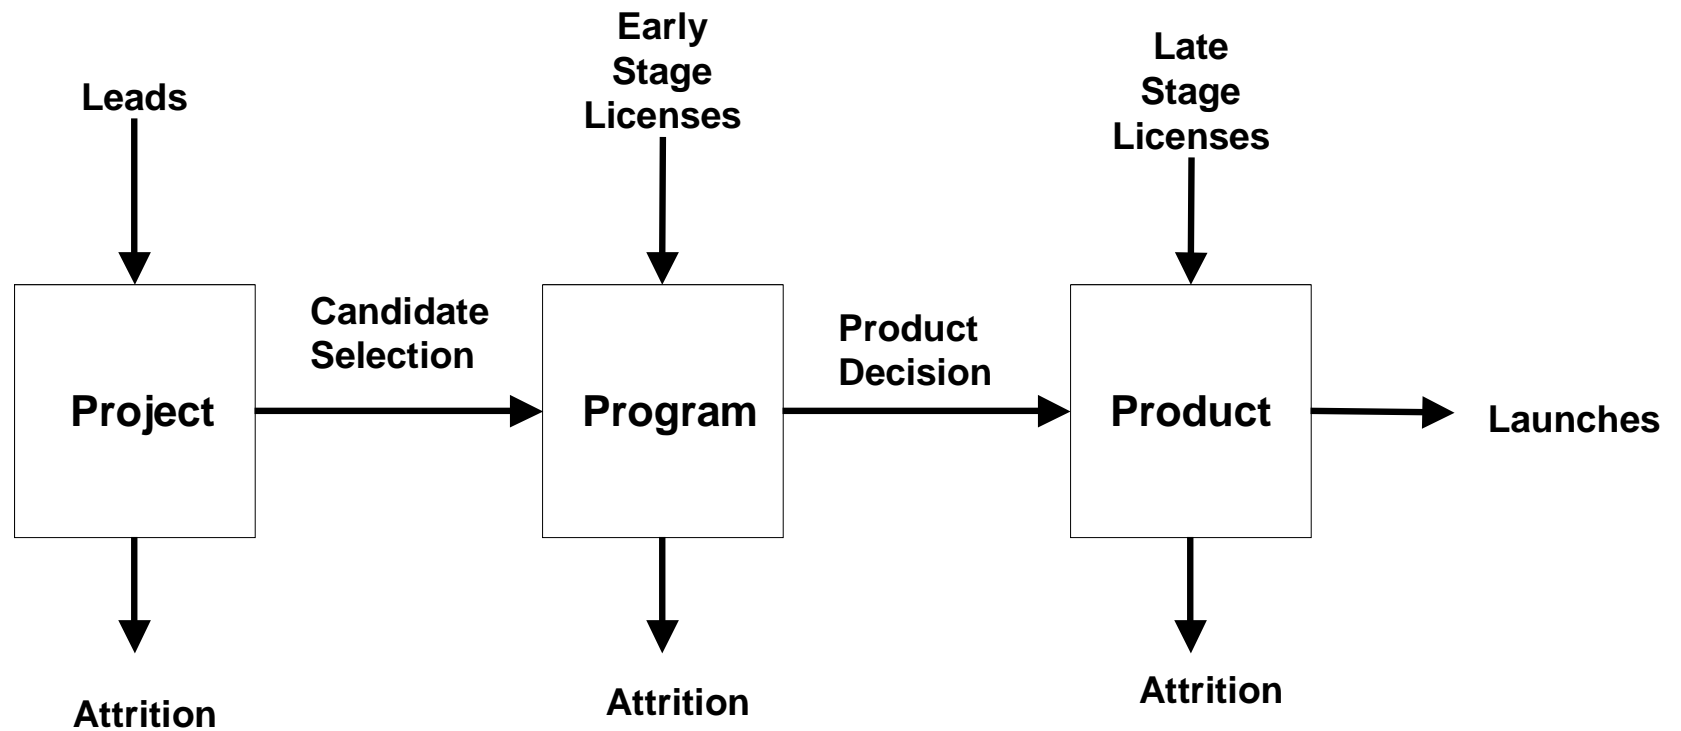 Early
Stage
Licenses
Late
Stage
Licenses
Leads
Candidate
Selection
Product
Decision
Project
Program
Product
Launches
Attrition
Attrition
Attrition